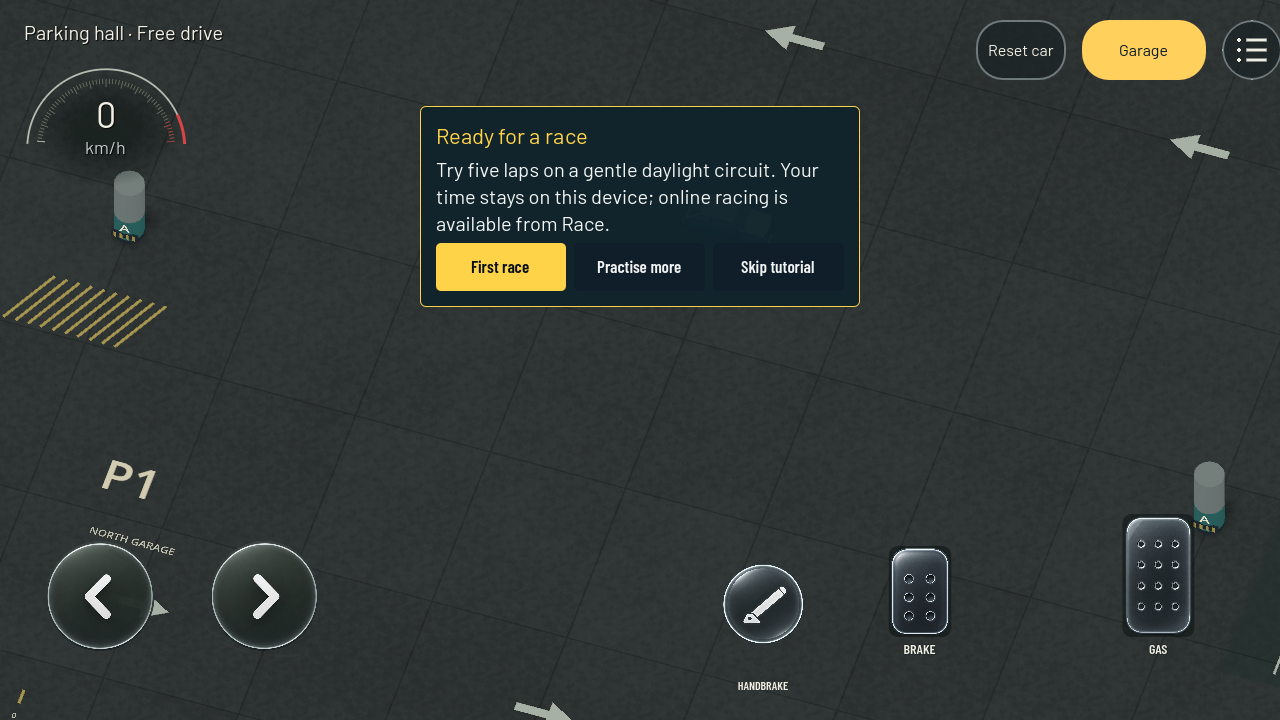 Parking hall · Free drive
Reset car
Garage
0
km/h
Ready for a race
Try five laps on a gentle daylight circuit. Your
time stays on this device; online racing is
available from Race.
First race
Practise more
Skip tutorial
A
P1
NORTH GARAGE
A
HANDBRAKE
BRAKE
GAS
0